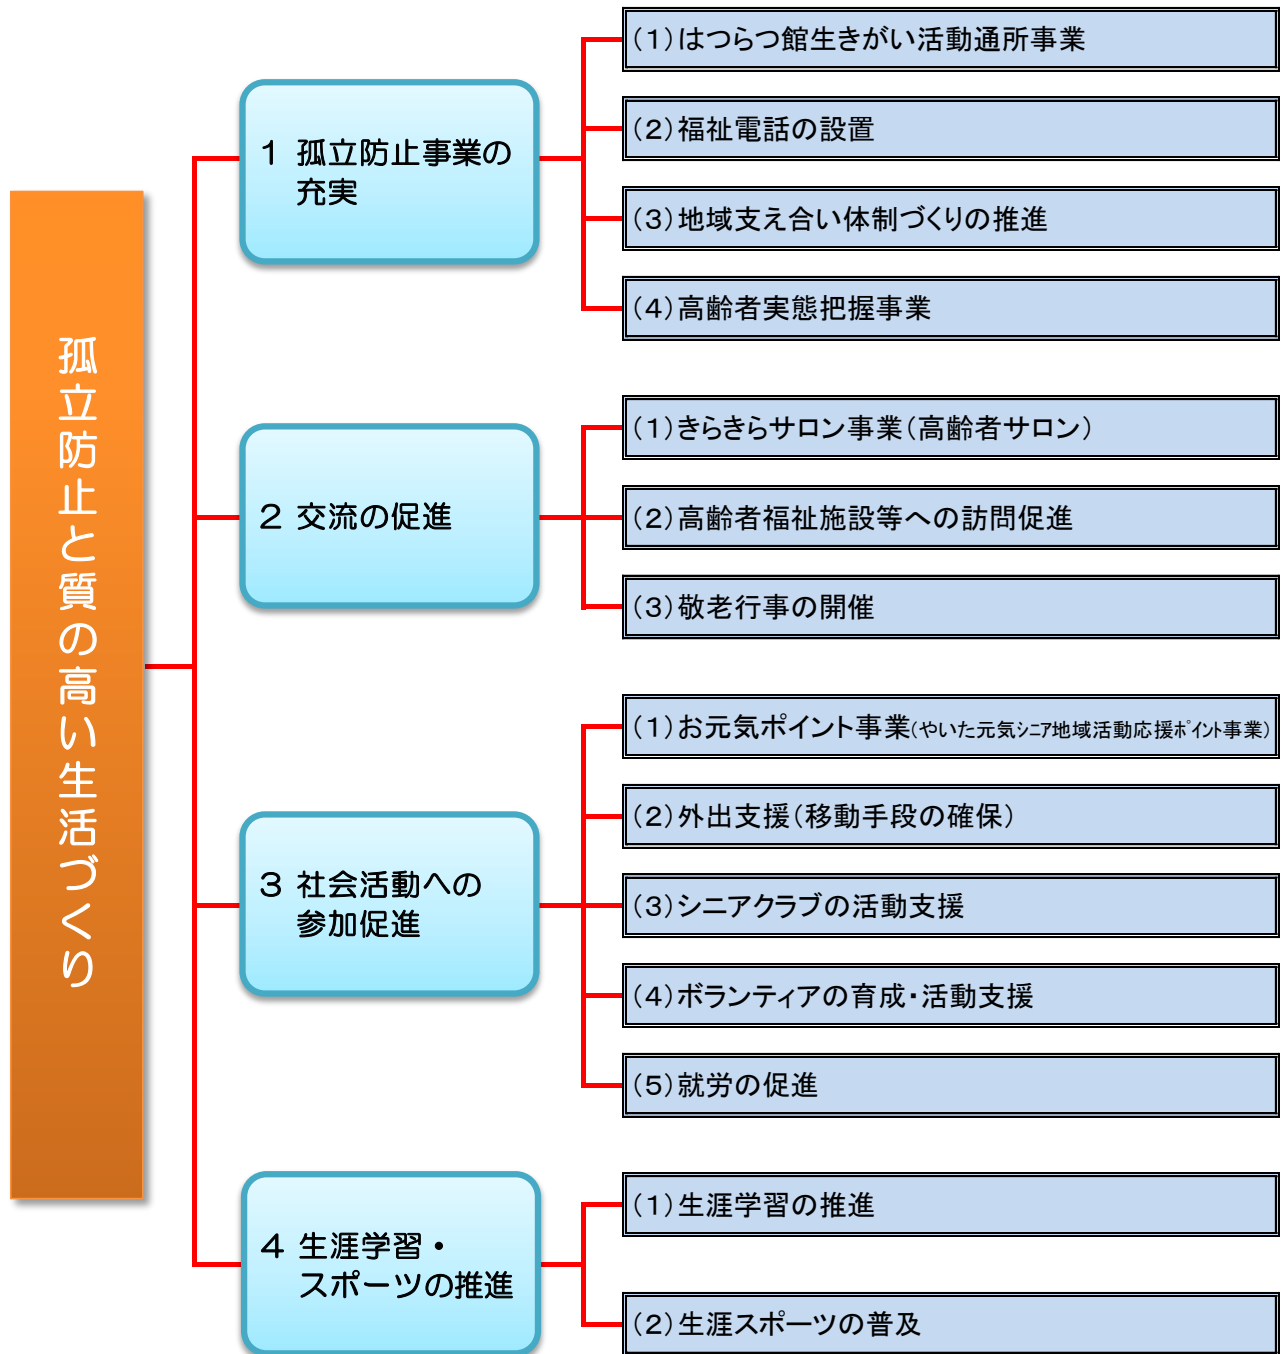 孤立防止と質の高い生活づくり
1 孤立防止事業の
充実
(1)はつらつ館生きがい活動通所事業
(2)福祉電話の設置
(3)地域支え合い体制づくりの推進
(4)高齢者実態把握事業
2 交流の促進
(1)きらきらサロン事業(高齢者サロン)
(2)高齢者福祉施設等への訪問促進
(3)敬老行事の開催
3 社会活動への
参加促進
(1)お元気ポイント事業(やいた元気シニア地域活動応援ポイント事業)
(2)外出支援(移動手段の確保)
(3)シニアクラブの活動支援
(4)ボランティアの育成・活動支援
(5)就労の促進
4 生涯学習・
スポーツの推進
(1)生涯学習の推進
(2)生涯スポーツの普及